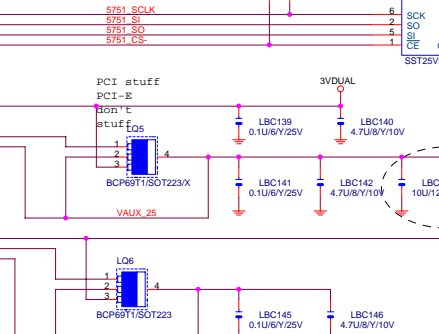 5751_SCLK
5751_SI
5751_SO
5751_CS-
6
2
5
1
SCK
SO
SI
CE
SST25V
PCI stuff
PCI-E
don't
stuff
3VDUAL
LBC139
0.1U/6/Y/25V
LBC140
4.7U/8/Y/10V
LQ5
1
2
3
4
BCP69T1/SOT223/X
LBC141
0.1U/6/Y/25V
LBC142
4.7U/8/Y/10V
LBC
10U/12
VAUX_25
LQ6
1
2
3
4
BCP69T1/SOT223
LBC145
0.1U/6/Y/25V
LBC146
4.7U/8/Y/10V